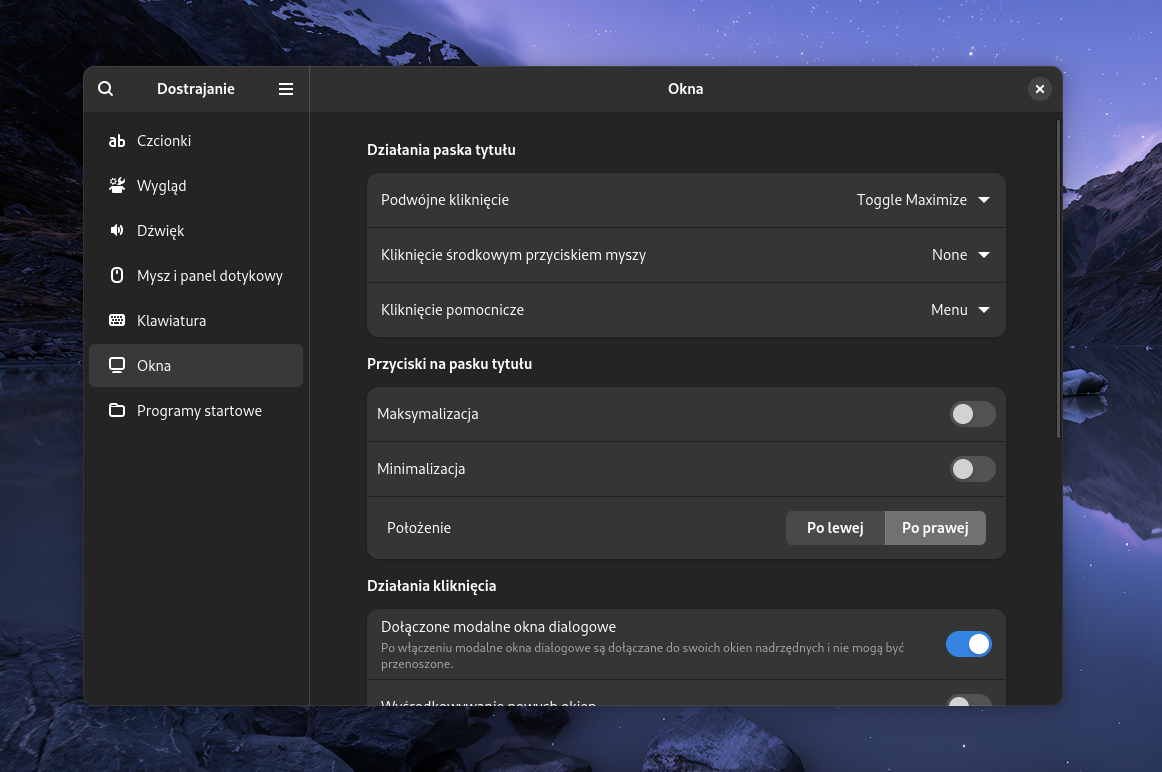 Dostrajanie
Okna
ab Czcionki
Wygląd
Dźwięk
Mysz i panel dotykowy
Klawiatura
Okna
Programy startowe
Działania paska tytułu
Podwójne kliknięcie
Toggle Maximize
Kliknięcie środkowym przyciskiem myszy
None
Kliknięcie pomocnicze
Menu
Przyciski na pasku tytułu
Maksymalizacja
Minimalizacja
Położenie
Po lewej
Po prawej
Działania kliknięcia
Dołączone modalne okna dialogowe
Po włączeniu modalne okna dialogowe są dołączane do swoich okien nadrzędnych i nie mogą być
przenoszone.
Wyśrodkowywanie nowych okien